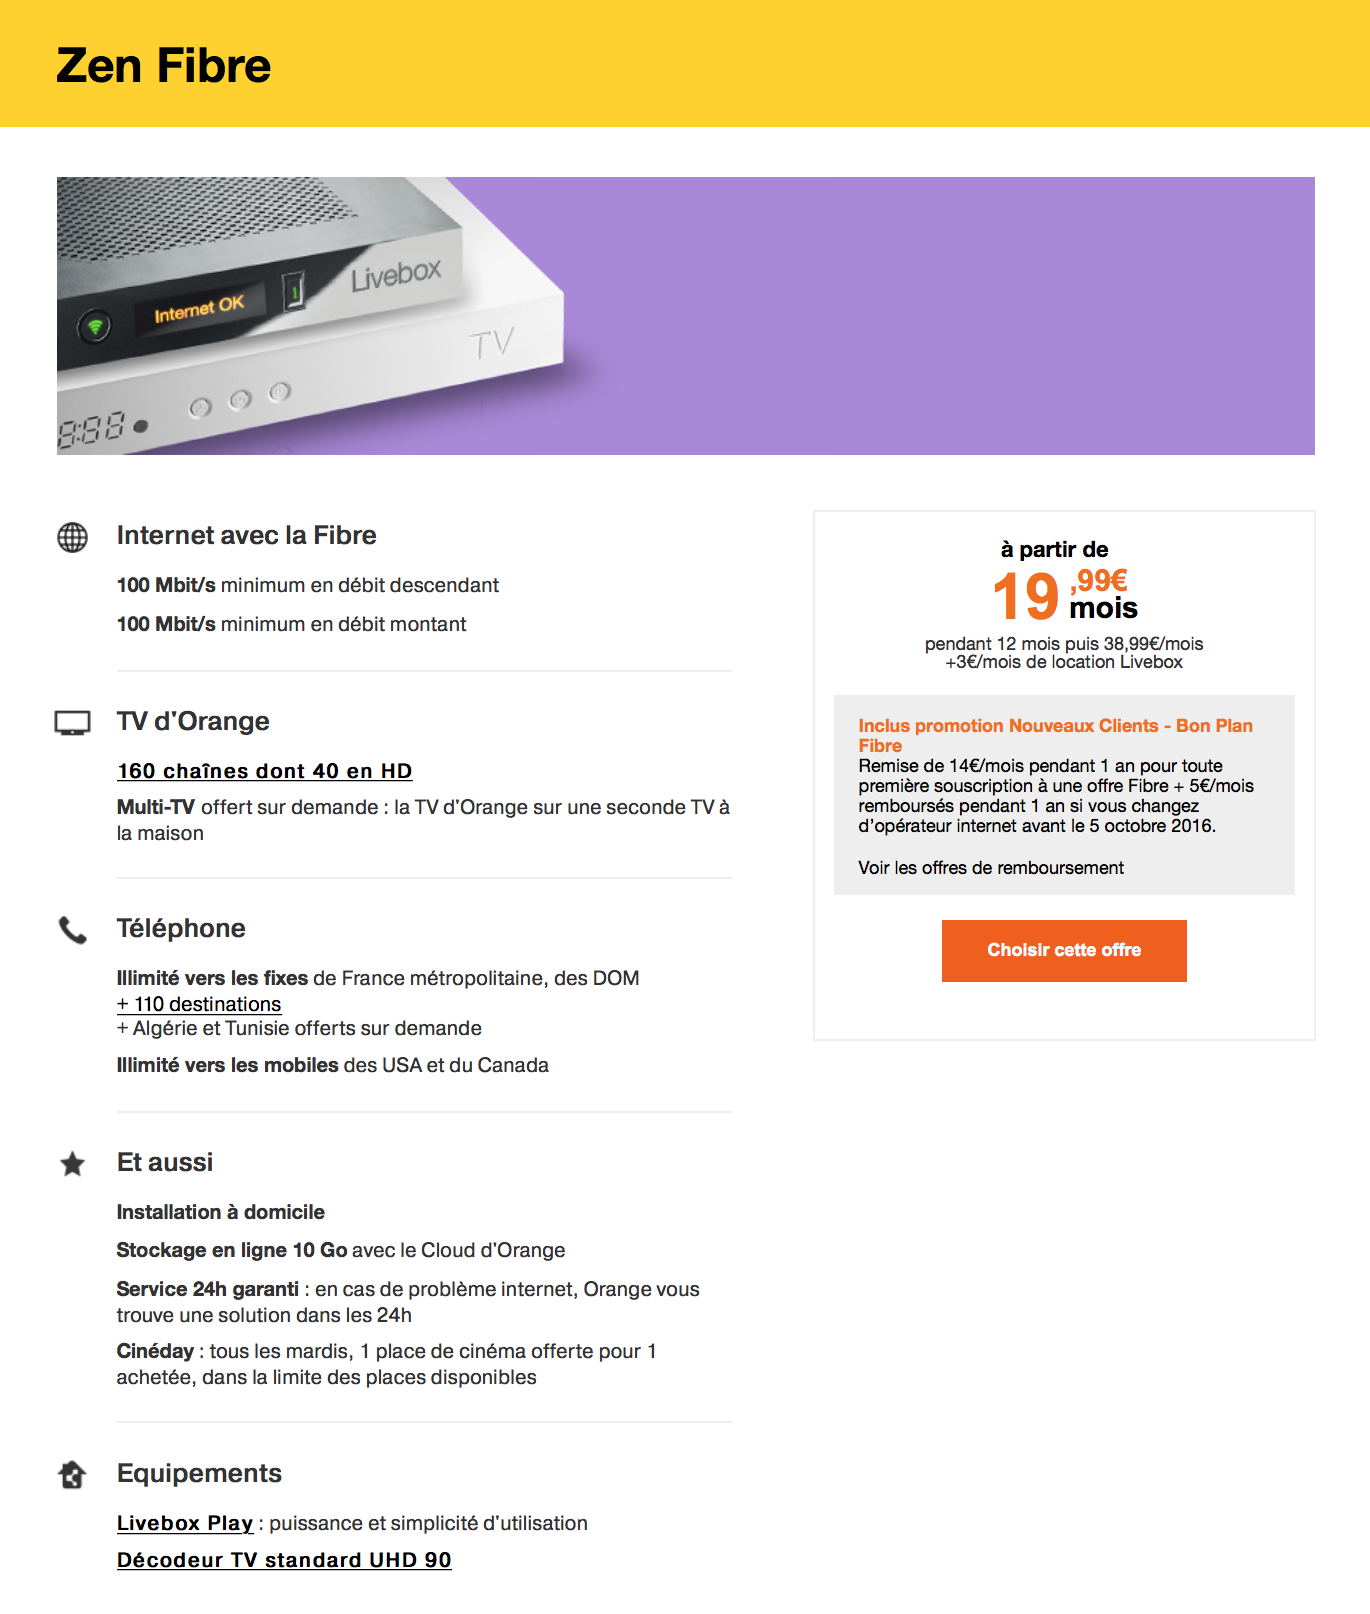 Zen Fibre
Internet OK
1
Livebox
TV
8:88
Internet avec la Fibre
100 Mbit/s minimum en débit descendant
100 Mbit/s minimum en débit montant
TV d'Orange
160 chaînes dont 40 en HD
Multi-TV offert sur demande : la TV d'Orange sur une seconde TV à
la maison
Téléphone
Illimité vers les fixes de France métropolitaine, des DOM
+ 110 destinations
+ Algérie et Tunisie offerts sur demande
Illimité vers les mobiles des USA et du Canada
Et aussi
Installation à domicile
Stockage en ligne 10 Go avec le Cloud d'Orange
Service 24h garanti : en cas de problème internet, Orange vous
trouve une solution dans les 24h
Cinéday : tous les mardis, 1 place de cinéma offerte pour 1
achetée, dans la limite des places disponibles
Equipements
Livebox Play : puissance et simplicité d'utilisation
Décodeur TV standard UHD 90
à partir de
19,99€
mois
pendant 12 mois puis 38,99€/mois
+3€/mois de location Livebox
Inclus promotion Nouveaux Clients - Bon Plan
Fibre
Remise de 14€/mois pendant 1 an pour toute
première souscription à une offre Fibre + 5€/mois
remboursés pendant 1 an si vous changez
d’opérateur internet avant le 5 octobre 2016.
Voir les offres de remboursement
Choisir cette offre